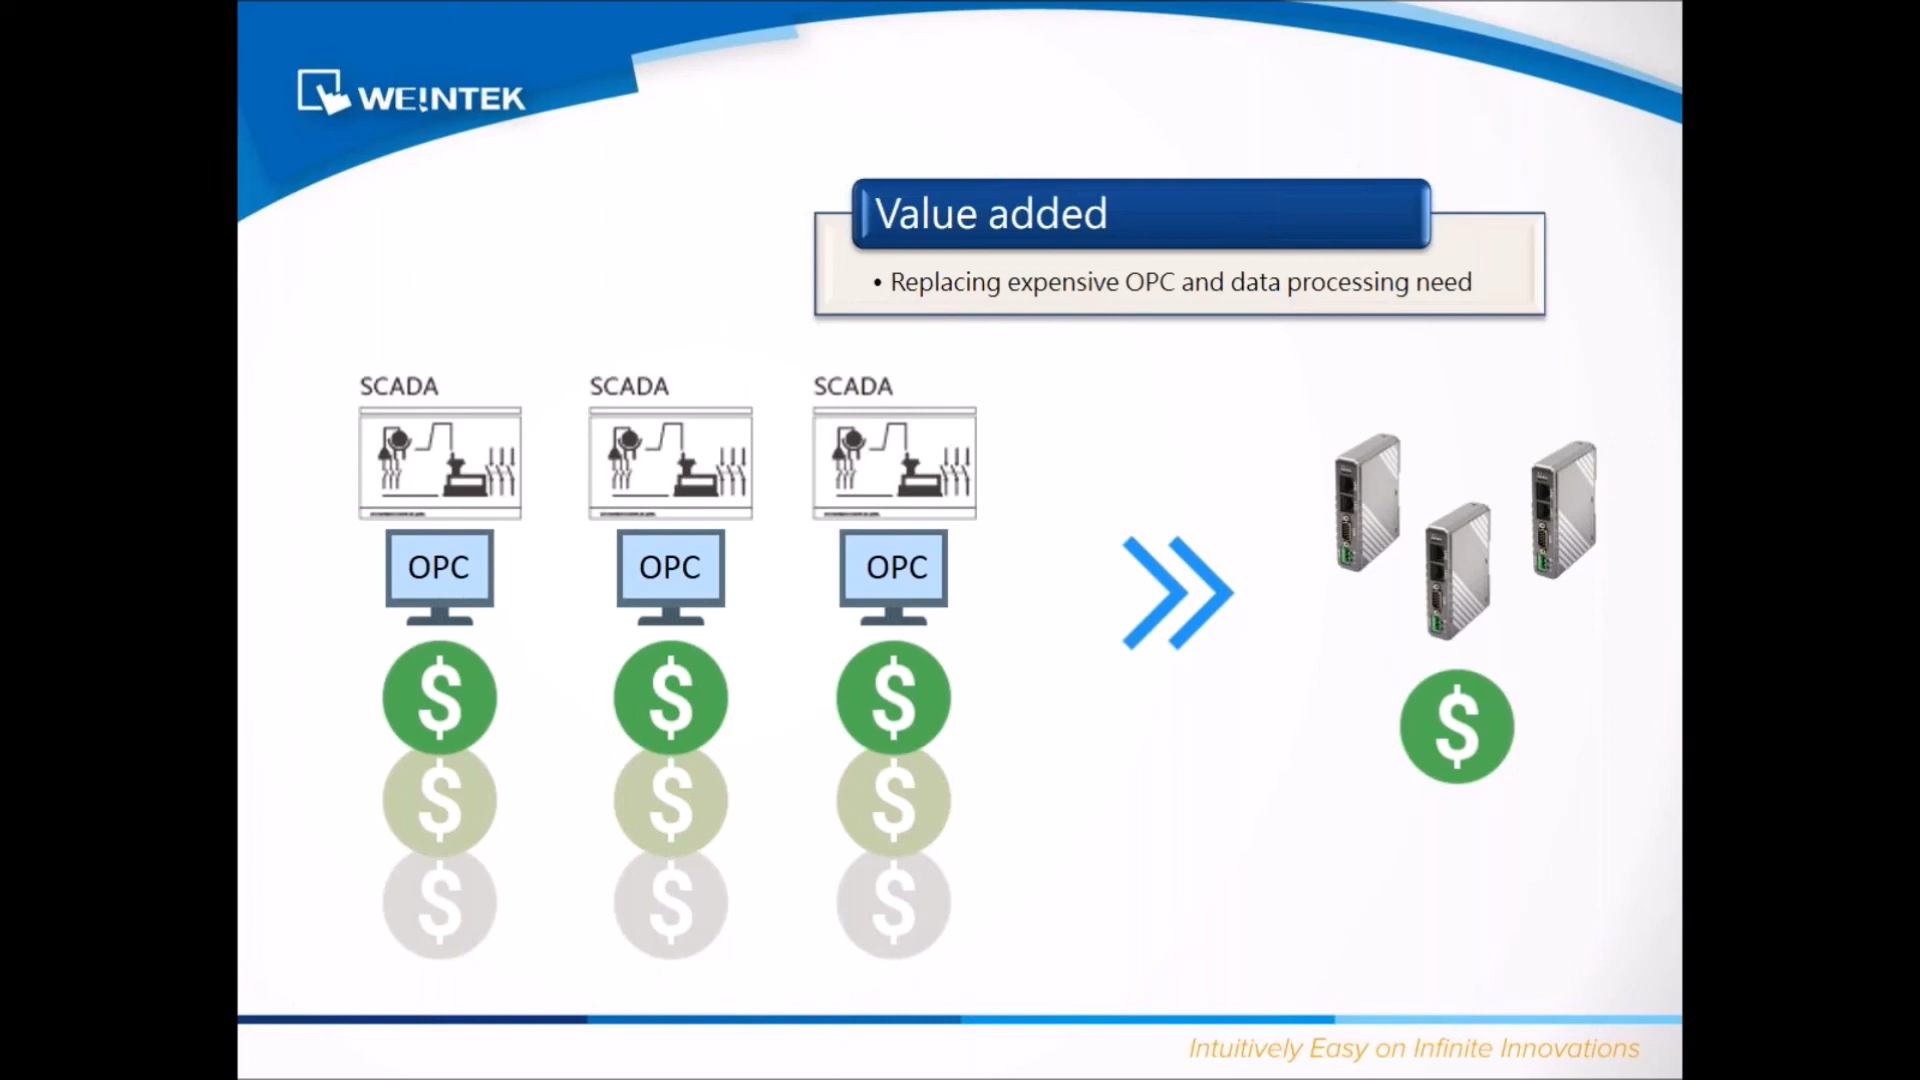 WEINTEK
Value added
• Replacing expensive OPC and data processing need
SCADA SCADA SCADA
OPC OPC OPC
$ $ $
$
$ $ $
$ $ $
Intuitively Easy on Infinite Innovations